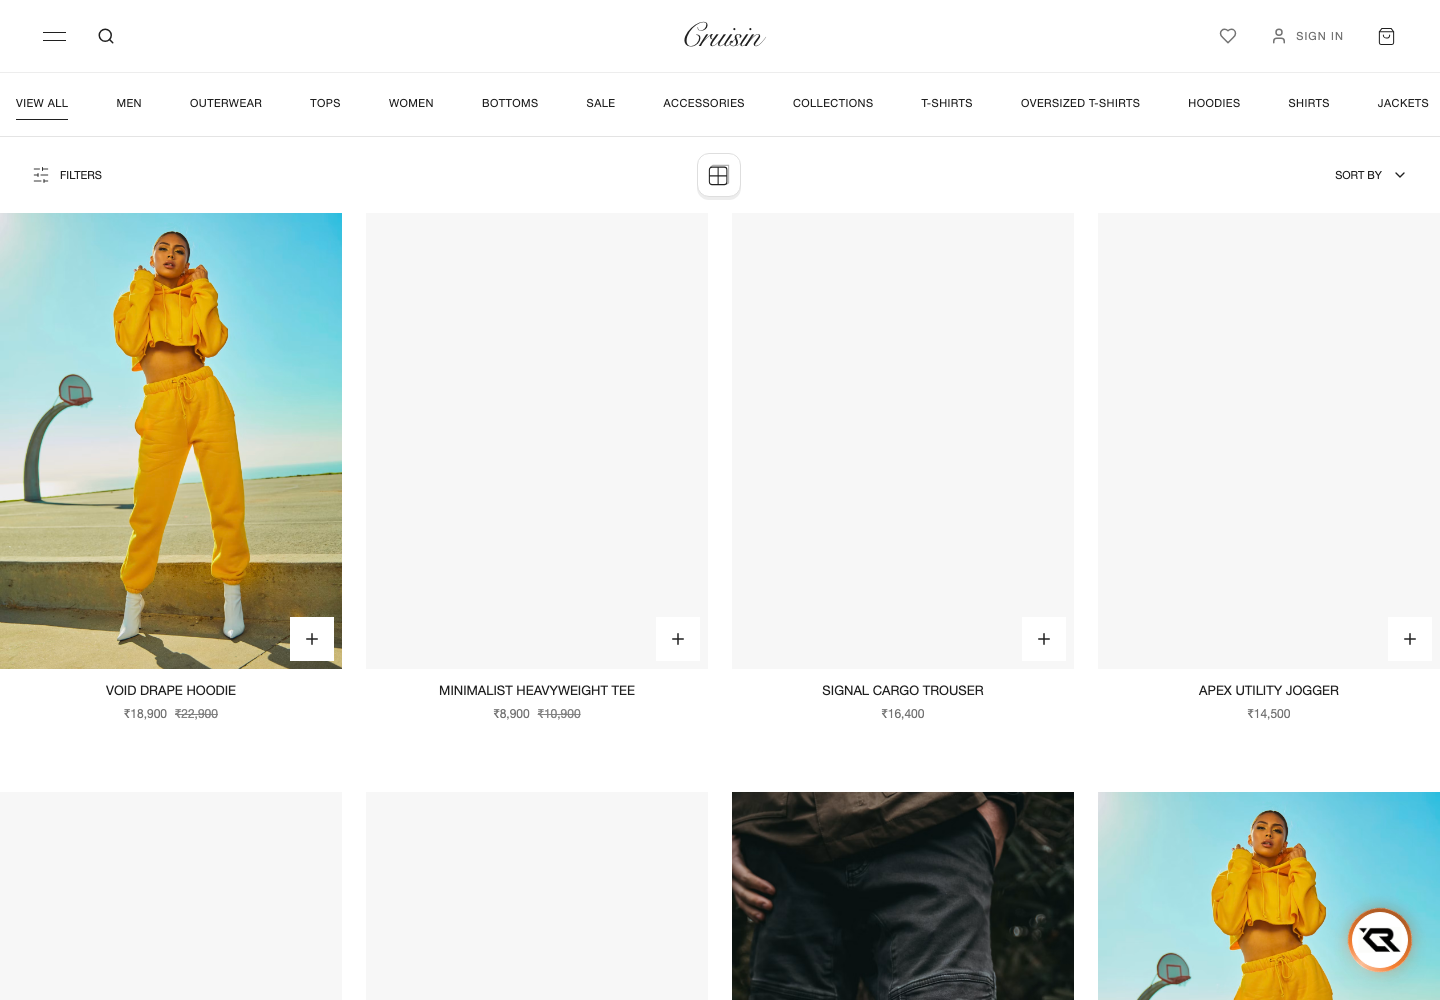 Cruisin
SIGN IN
VIEW ALL MEN OUTERWEAR TOPS WOMEN BOTTOMS SALE ACCESSORIES COLLECTIONS T-SHIRTS OVERSIZED T-SHIRTS HOODIES SHIRTS JACKETS
FILTERS
SORT BY
VOID DRAPE HOODIE
₹18,900 ₹22,900
MINIMALIST HEAVYWEIGHT TEE
₹8,900 ₹10,900
SIGNAL CARGO TROUSER
₹16,400
APEX UTILITY JOGGER
₹14,500